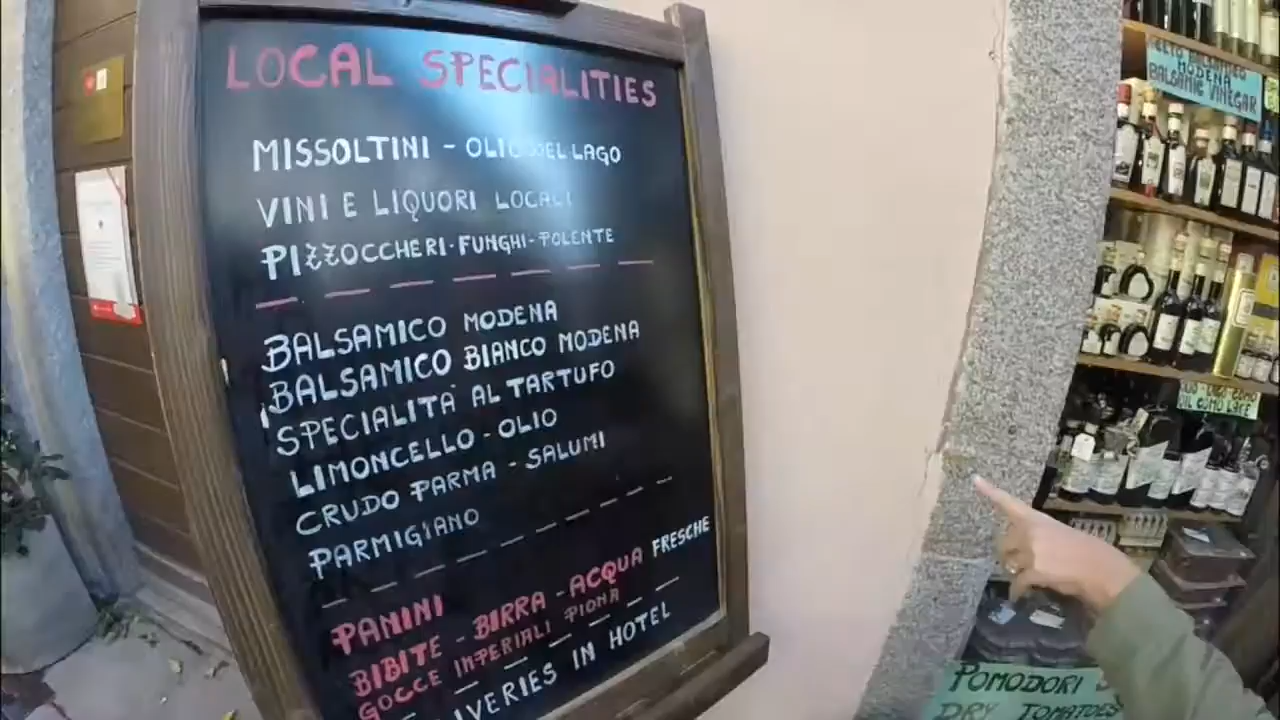 LOCAL SPECIALITIES
MISSOLTINI - OLIO DEL LAGO
VINI E LIQUORI LOCALI
PIZZOCCHERI - FUNGHI - POLENTE
BALSAMICO MODENA
BALSAMICO BIANCO MODENA
SPECIALITÀ AL TARTUFO
LIMONCELLO - OLIO
CRUDO PARMA - SALUMI
PARMIGIANO
PANINI
BIBITE - BIRRA - ACQUA FRESCHE
GOCCE IMPERIALI PIONA
IVERIES IN HOTEL
BALSAMICO
MODENA
BALSAMIC VINEGAR
POMODORI
DRY TOMATOES